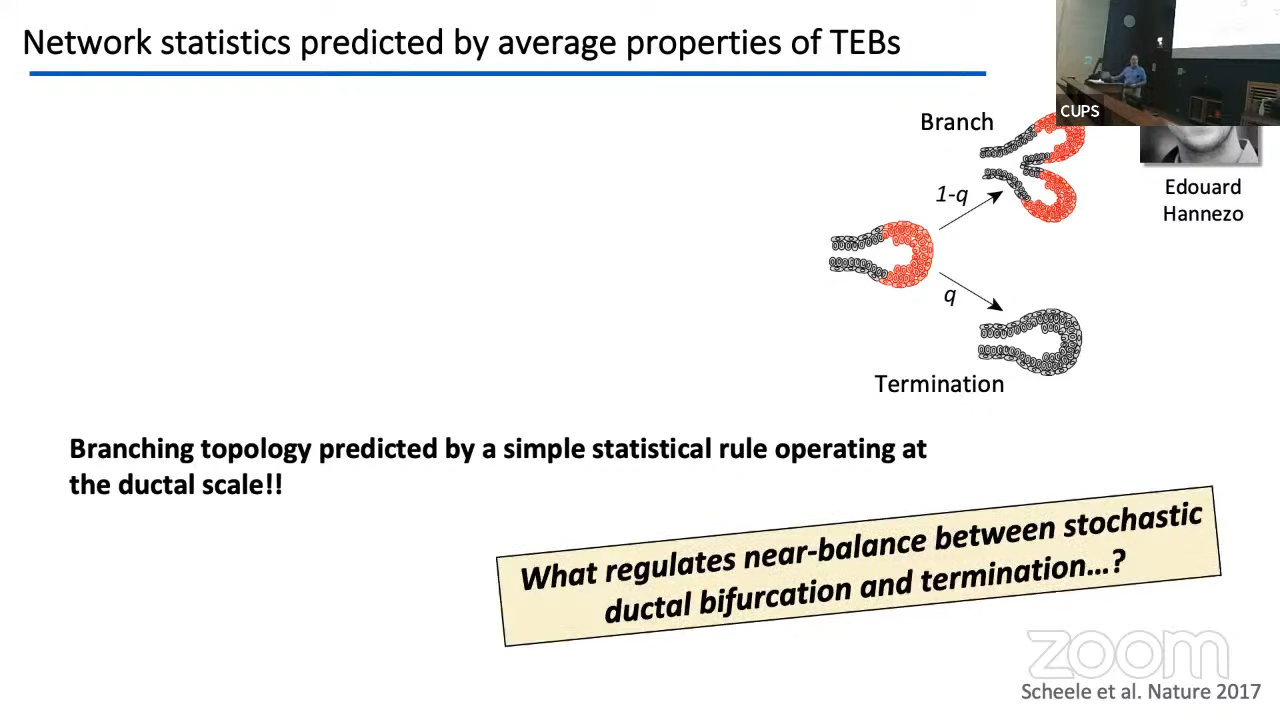 Network statistics predicted by average properties of TEBs
CUPS
Branch
Edouard
Hannezo
1-q
q
Termination
Branching topology predicted by a simple statistical rule operating at
the ductal scale!!
What regulates near-balance between stochastic
ductal bifurcation and termination...?
zoom
Scheele et al. Nature 2017